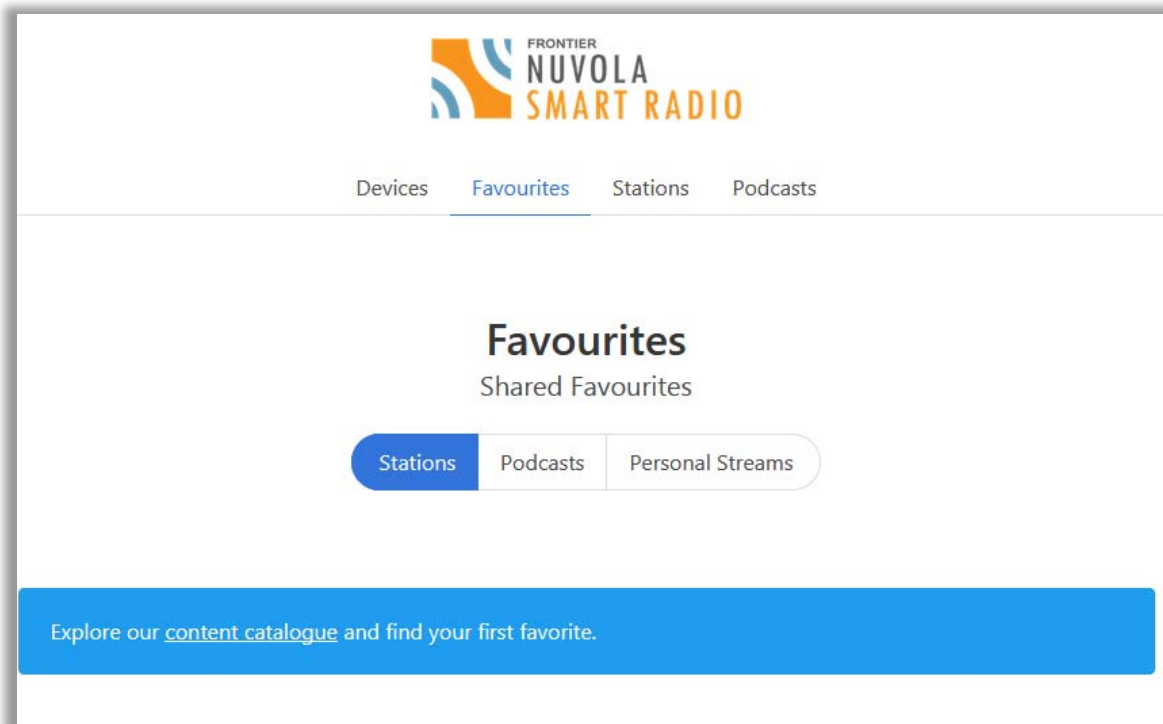 FRONTIER
NUVOLA
SMART RADIO
Devices Favourites Stations Podcasts
Favourites
Shared Favourites
Stations Podcasts Personal Streams
Explore our content catalogue and find your first favorite.